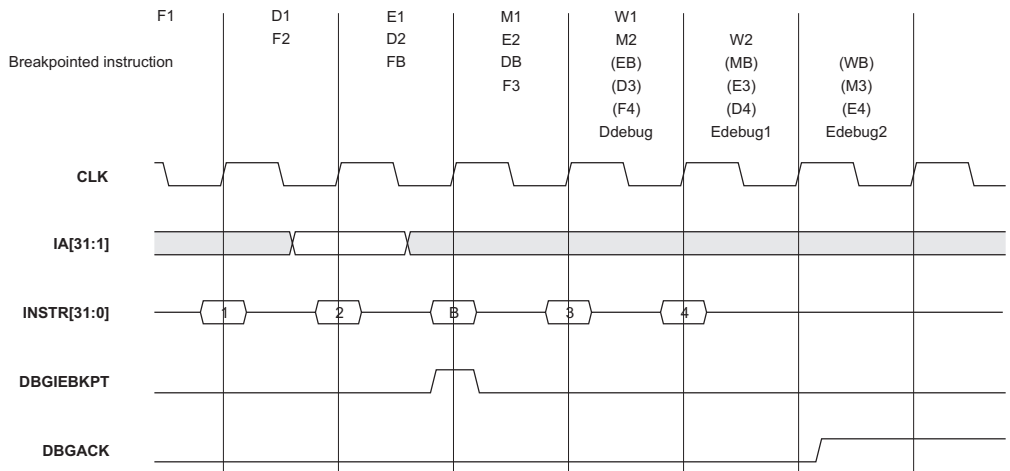 F1 D1 E1 M1 W1
F2 D2 E2 M2 W2
Breakpointed instruction FB DB (EB) (MB) (WB)
F3 (D3) (E3) (M3)
(F4) (D4) (E4)
Ddebug Edebug1 Edebug2
CLK
IA[31:1]
INSTR[31:0] 1 2 B 3 4
DBGIEBKPT
DBGACK